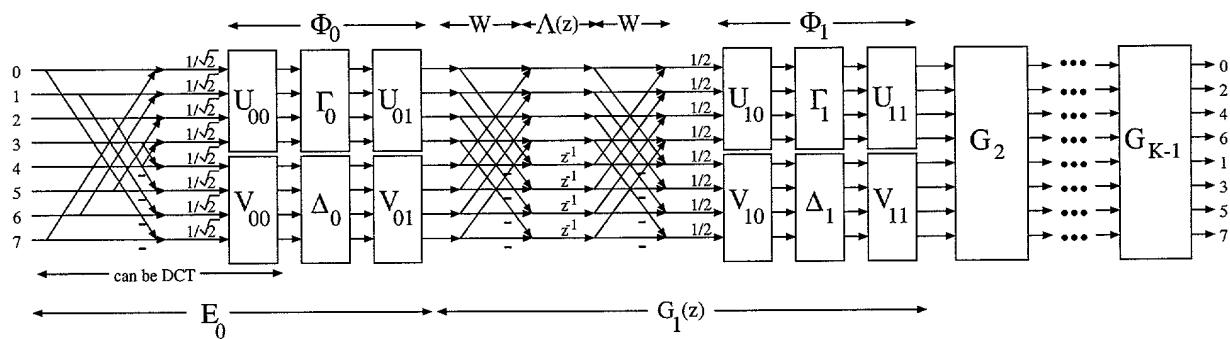 Φ0 W Λ(z) W Φ1
0 1/√2 1/2 0
1 1/√2 1/2 2
2 1/√2 1/2 4
3 1/√2 1/2 6
4 1/√2 z-1 1/2 1
5 - 1/√2 - z-1 - 1/2 3
6 - 1/√2 - z-1 - 1/2 5
- -
7 - 1/√2 - z-1 - 1/2 7
U00 Γ0 U01 U10 Γ1 U11
G2 ••• GK-1
V00 Δ0 V01 V10 Δ1 V11
can be DCT
E0 G1(z)